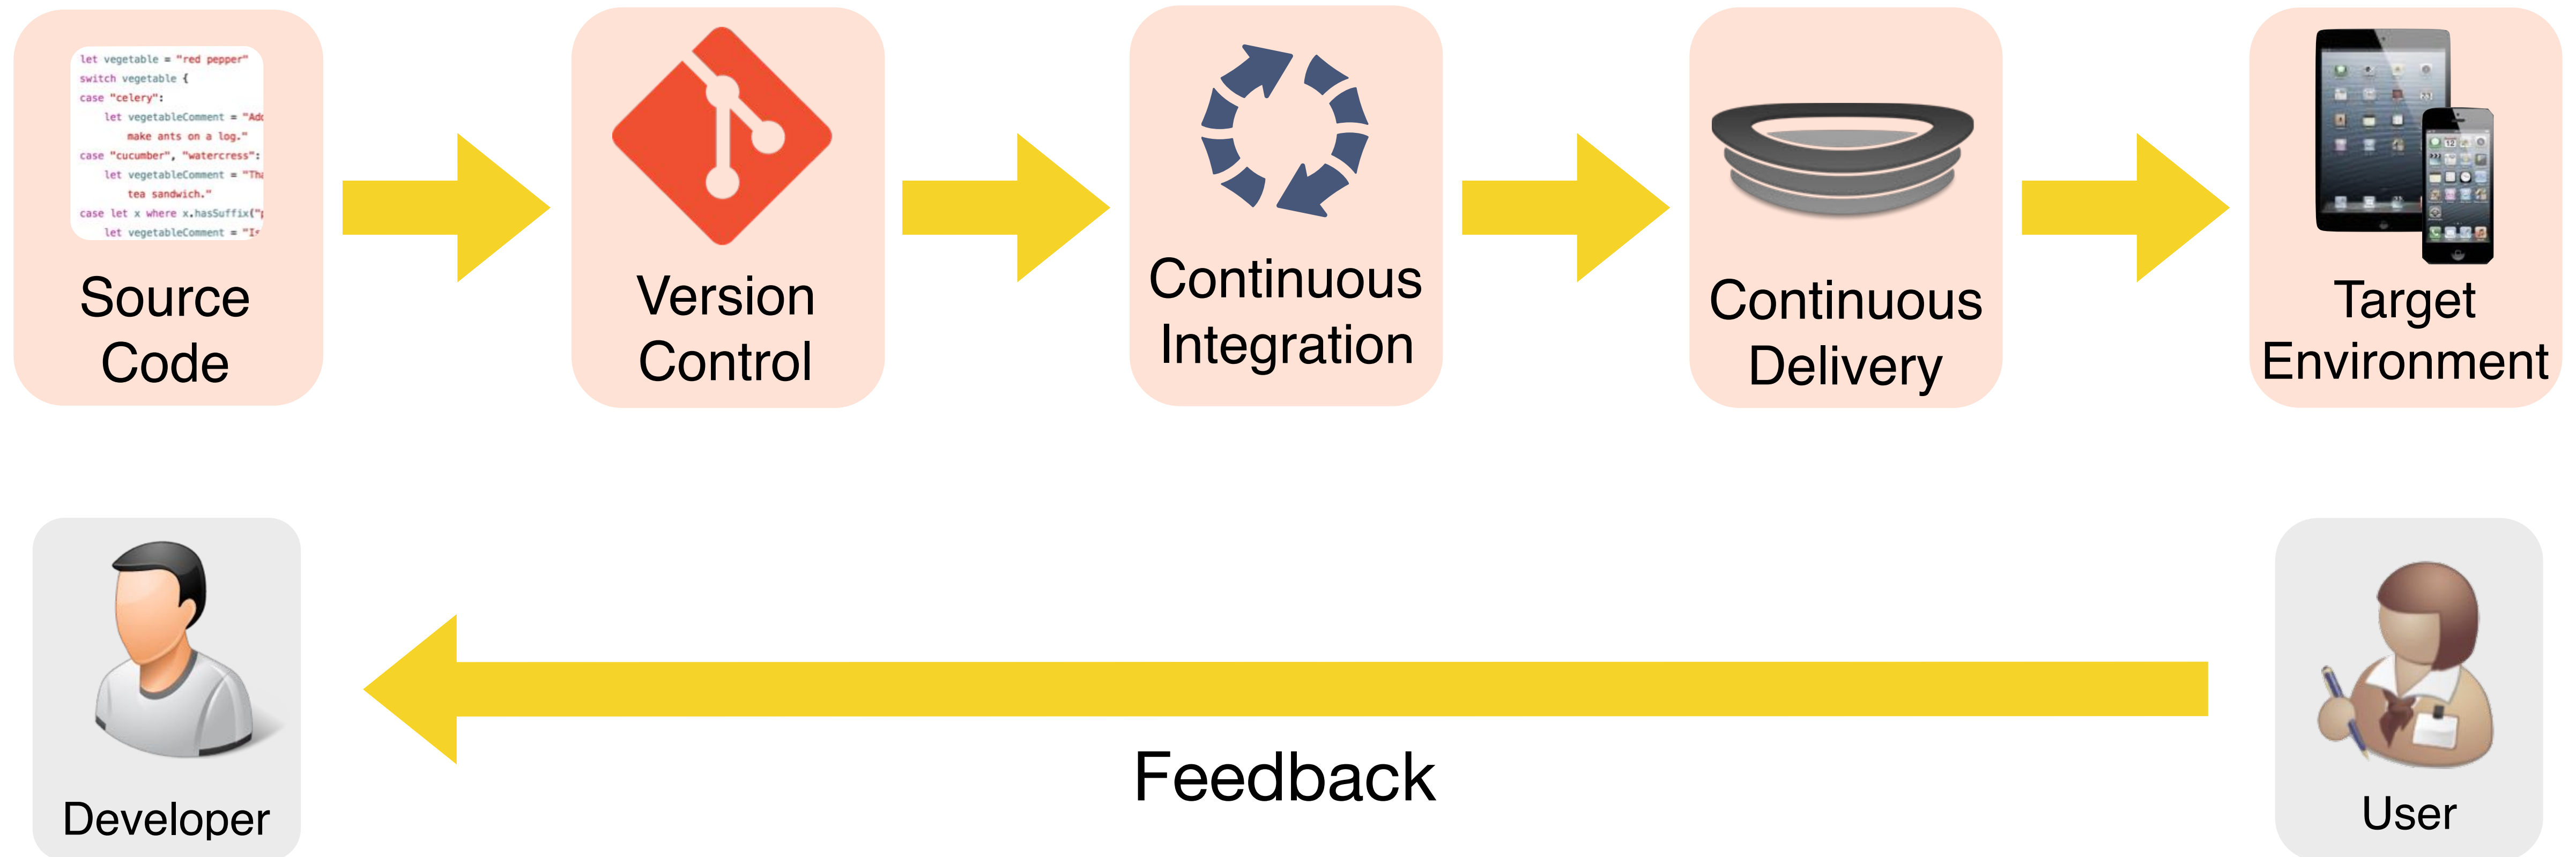 let vegetable = "red pepper"
switch vegetable {
case "celery":
let vegetableComment = "Add
make ants on a log."
case "cucumber", "watercress":
let vegetableComment = "Tha
tea sandwich."
case let x where x.hasSuffix("p
let vegetableComment = "Is
Source
Code
Version
Control
Continuous
Integration
Continuous
Delivery
Target
Environment
Developer
Feedback
User